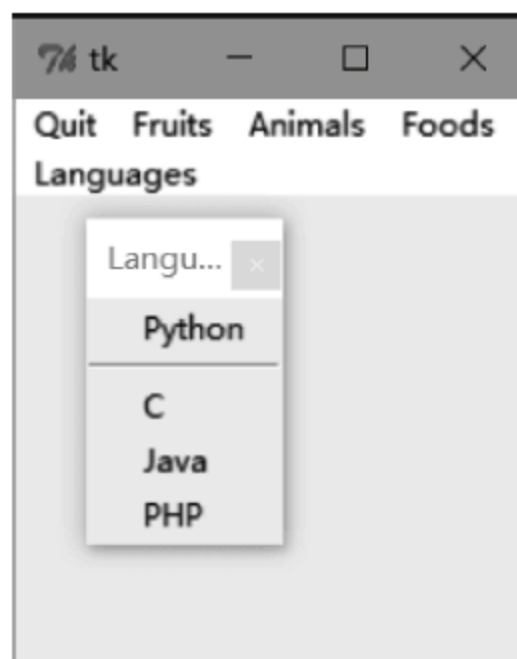 tk
Quit Fruits Animals Foods
Languages
Langu...
Python
C
Java
PHP